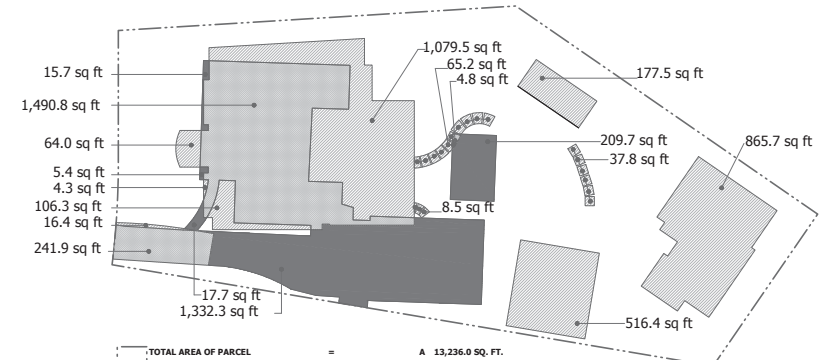 1,079.5 sq ft
65.2 sq ft
4.8 sq ft
177.5 sq ft
15.7 sq ft
1,490.8 sq ft
64.0 sq ft
209.7 sq ft
37.8 sq ft
865.7 sq ft
5.4 sq ft
4.3 sq ft
106.3 sq ft
8.5 sq ft
16.4 sq ft
241.9 sq ft
17.7 sq ft
1,332.3 sq ft
516.4 sq ft
TOTAL AREA OF PARCEL = A 13,236.0 SQ. FT.